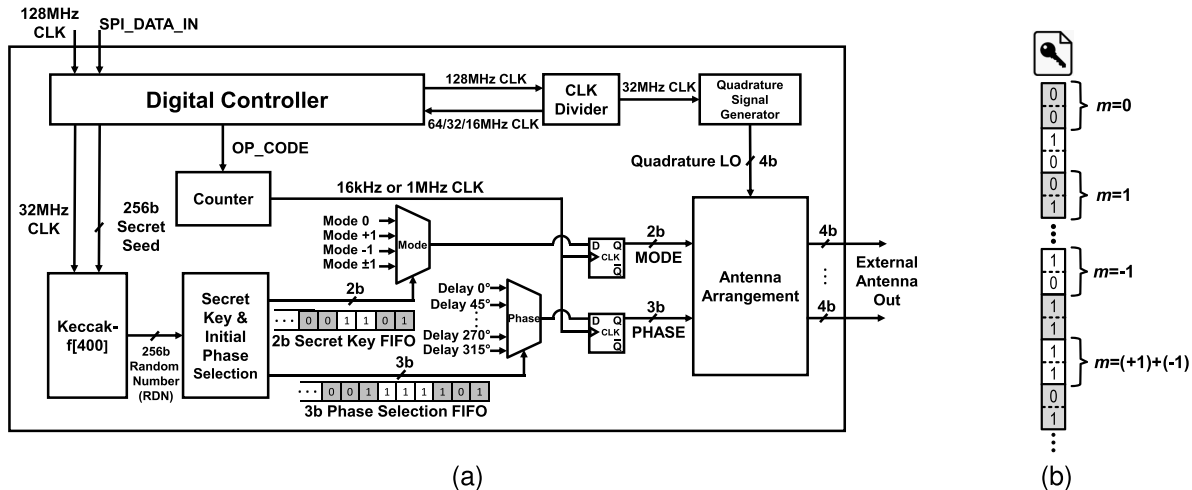 128MHz
CLK
SPI_DATA_IN
Digital Controller
128MHz CLK
64/32/16MHz CLK
CLK
Divider
32MHz CLK
Quadrature
Signal
Generator
OP_CODE
Quadrature LO
4b
Counter
16kHz or 1MHz CLK
32MHz
CLK
256b
Secret
Seed
Mode 0
Mode +1
Mode -1
Mode ±1
Mode
D Q
CLK
Q
2b
MODE
Antenna
Arrangement
4b
⋮
4b
External
Antenna
Out
Keccak-
f[400]
256b
Random
Number
(RDN)
Secret
Key &
Initial
Phase
Selection
2b
··· 0 0 1 1 0 1
2b Secret Key FIFO
Delay 0°
Delay 45°
⋮
Delay 270°
Delay 315°
Phase
D Q
CLK
Q
3b
PHASE
3b
··· 0 0 1 1 1 1 1 0 1
3b Phase Selection FIFO
(a)
0
0
m=0
1
0
0
1
m=1
⋮
1
0
m=-1
1
1
1
1
m=(+1)+(-1)
0
1
⋮
(b)